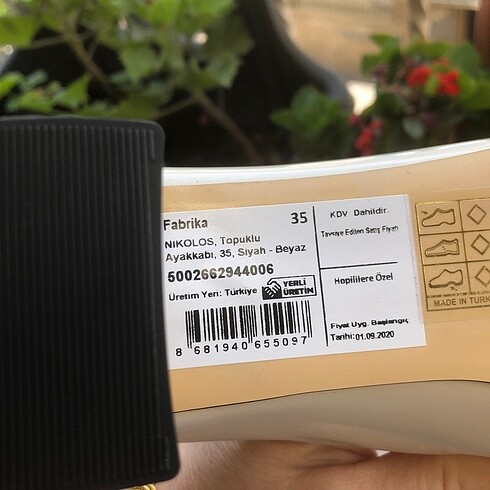 Fabrika 35
NIKOLOS, Topuklu
Ayakkabı, 35, Siyah - Beyaz
5002662944006
Üretim Yeri: Türkiye
YERLİ
ÜRETİM
8 681940 655097
KDV Dahildir.
Tavsiye Edilen Satış Fiyatı
Hopililere Özel
Fiyat Uyg. Başlangıç
Tarihi:01.09.2020
MADE IN TURK